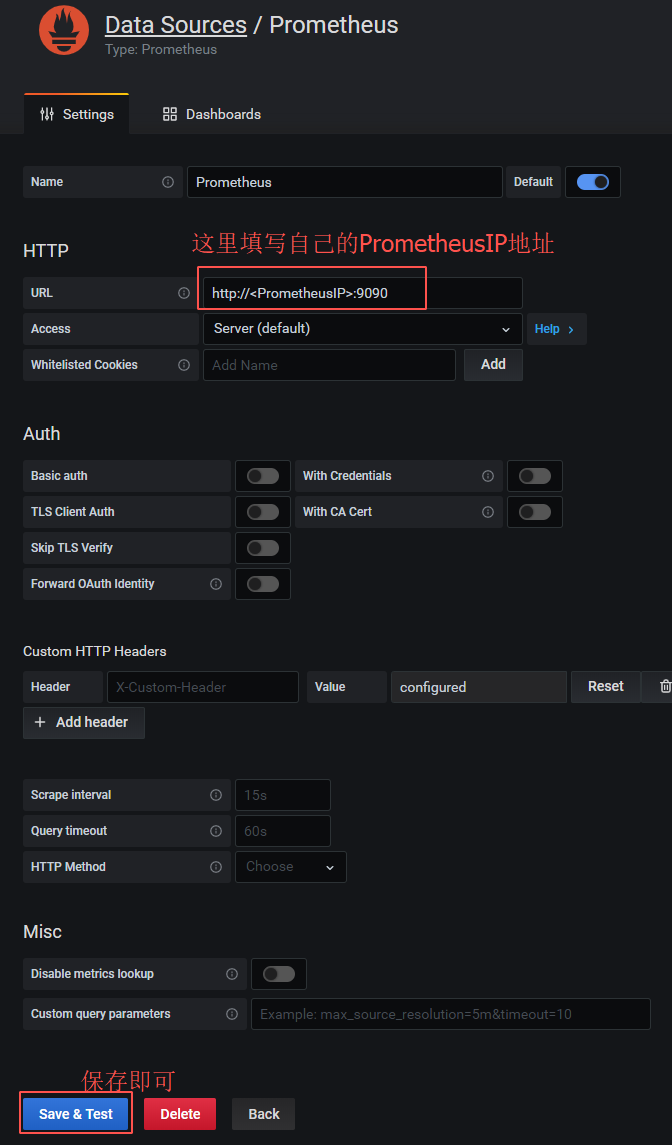 Data Sources / Prometheus
Type: Prometheus
Settings
Dashboards
Name
Prometheus
Default
这里填写自己的PrometheusIP地址
HTTP
URL
http://<PrometheusIP>:9090
Access
Server (default)
Help
Whitelisted Cookies
Add Name
Add
Auth
Basic auth
With Credentials
TLS Client Auth
With CA Cert
Skip TLS Verify
Forward OAuth Identity
Custom HTTP Headers
Header
X-Custom-Header
Value
configured
Reset
Add header
Scrape interval
15s
Query timeout
60s
HTTP Method
Choose
Misc
Disable metrics lookup
Custom query parameters
Example: max_source_resolution=5m&timeout=10
保存即可
Save & Test
Delete
Back